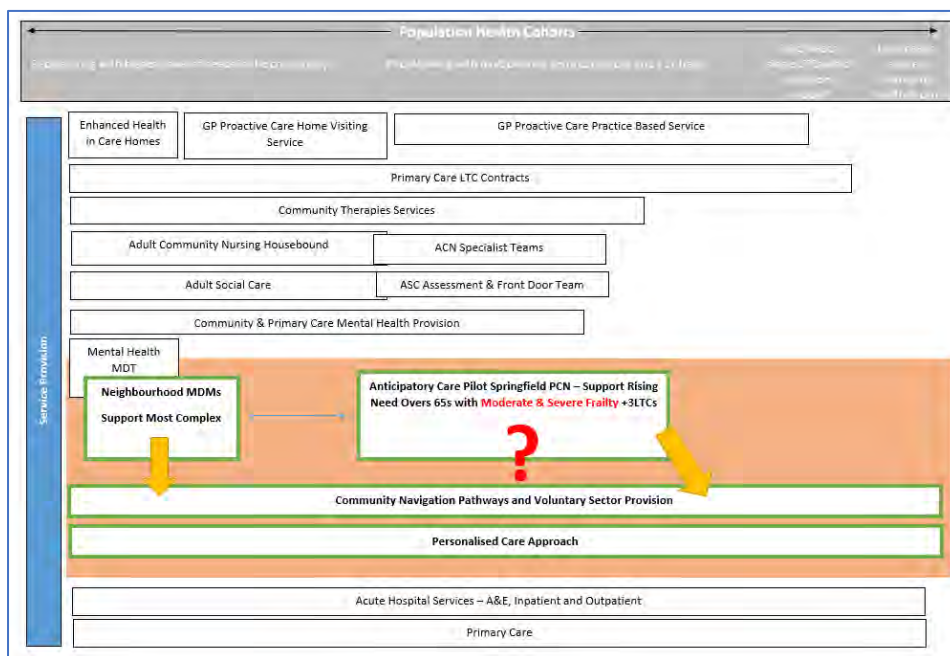 Population Health Cohorts
Service Provision
Enhanced Health
in Care Homes
GP Proactive Care Home Visiting
Service
GP Proactive Care Practice Based Service
Primary Care LTC Contracts
Community Therapies Services
Adult Community Nursing Housebound
ACN Specialist Teams
Adult Social Care
ASC Assessment & Front Door Team
Community & Primary Care Mental Health Provision
Mental Health
MDT
Neighbourhood MDMs
Support Most Complex
Anticipatory Care Pilot Springfield PCN – Support Rising
Need Overs 65s with Moderate & Severe Frailty +3LTCs
?
Community Navigation Pathways and Voluntary Sector Provision
Personalised Care Approach
Acute Hospital Services – A&E, Inpatient and Outpatient
Primary Care